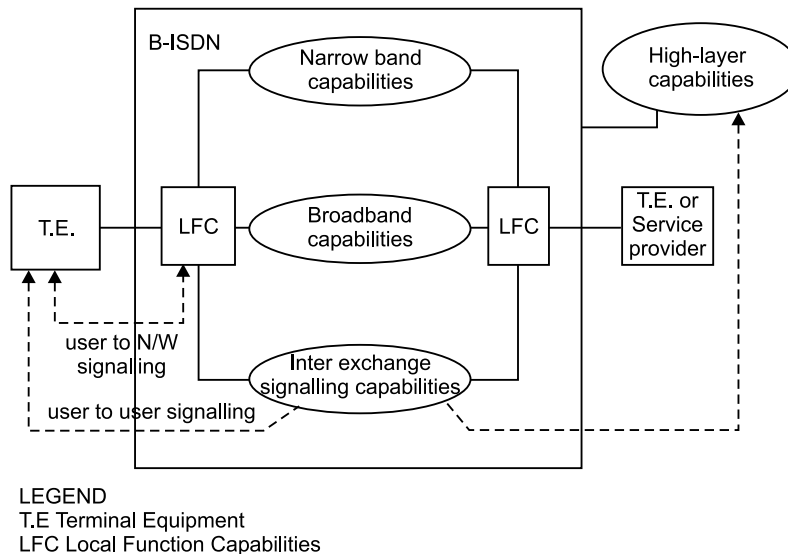 B-ISDN
Narrow band
capabilities
High-layer
capabilities
T.E.
LFC
Broadband
capabilities
LFC
T.E. or
Service
provider
user to N/W
signalling
Inter exchange
signalling capabilities
user to user signalling
LEGEND
T.E Terminal Equipment
LFC Local Function Capabilities